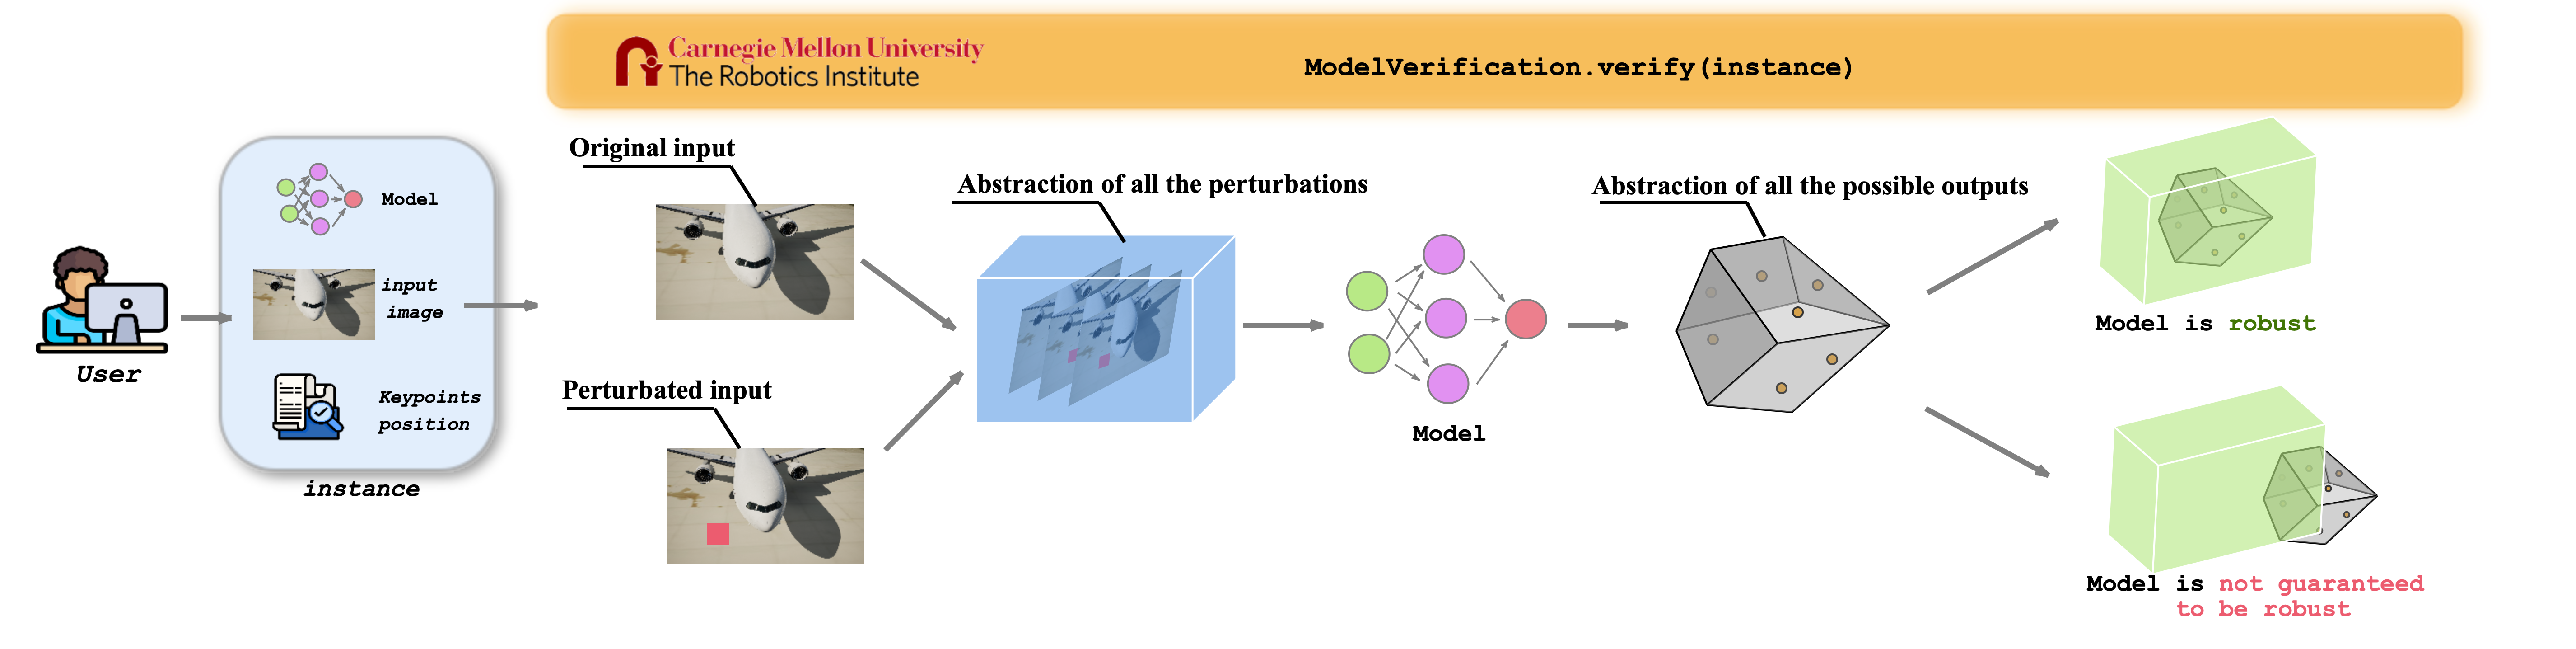 Carnegie Mellon University
The Robotics Institute
ModelVerification.verify(instance)
User
Model
input
image
Keypoints
position
instance
Original input
Perturbated input
Abstraction of all the perturbations
Model
Abstraction of all the possible outputs
Model is robust
Model is not guaranteed
to be robust